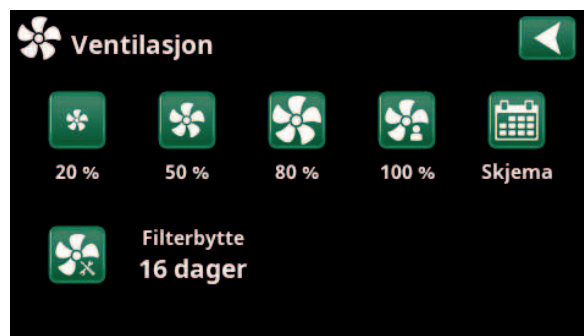 Ventilasjon
20 %
50 %
80 %
100 %
Skjema
Filterbytte
16 dager